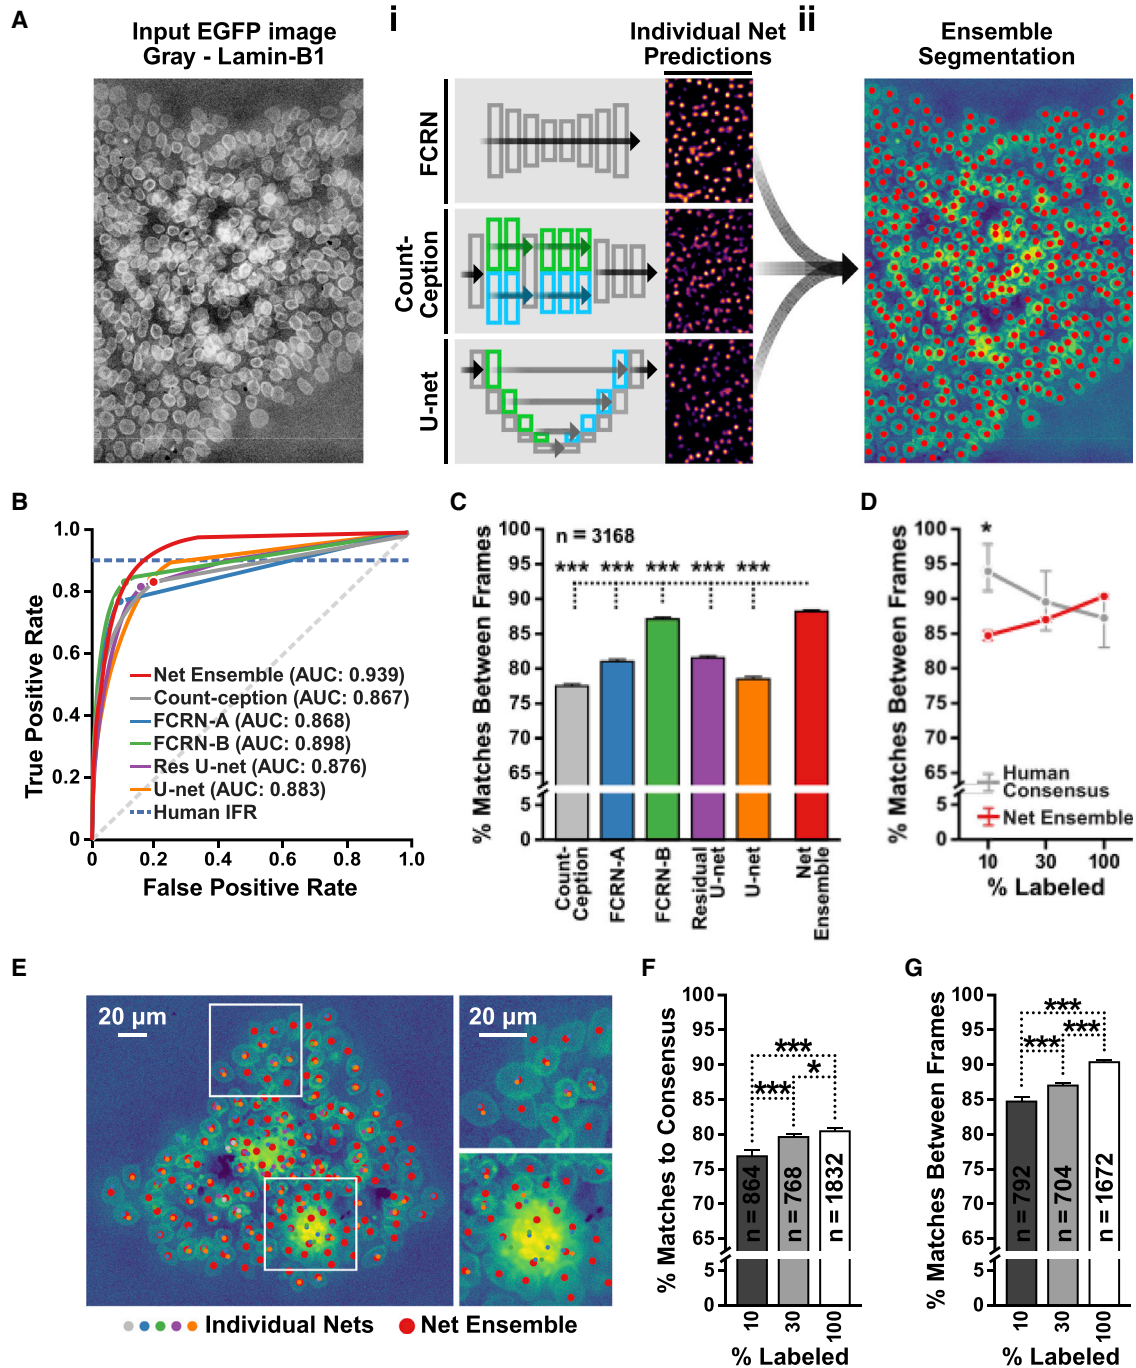 A
Input EGFP image
Gray - Lamin-B1
i
Individual Net
Predictions
ii
Ensemble
Segmentation
FCRN
Count-
Ception
U-net
B
True Positive Rate
1.0
0.8
0.6
0.4
0.2
0
Net Ensemble (AUC: 0.939)
Count-ception (AUC: 0.867)
FCRN-A (AUC: 0.868)
FCRN-B (AUC: 0.898)
Res U-net (AUC: 0.876)
U-net (AUC: 0.883)
Human IFR
0 0.2 0.4 0.6 0.8 1.0
False Positive Rate
C
% Matches Between Frames
100
95
90
85
80
75
70
65
5
0
n = 3168
*** *** *** *** ***
Count-
Ception
FCRN-A
FCRN-B
Residual
U-net
U-net
Net
Ensemble
D
% Matches Between Frames
100
95
90
85
80
75
70
65
5
0
*
Human
Consensus
Net Ensemble
10 30 100
% Labeled
E
20 µm
20 µm
Individual Nets
Net Ensemble
F
% Matches to Consensus
100
95
90
85
80
75
70
65
5
0
***
*
***
n = 864
n = 768
n = 1832
10 30 100
% Labeled
G
% Matches Between Frames
100
95
90
85
80
75
70
65
5
0
***
***
***
n = 792
n = 704
n = 1672
10 30 100
% Labeled